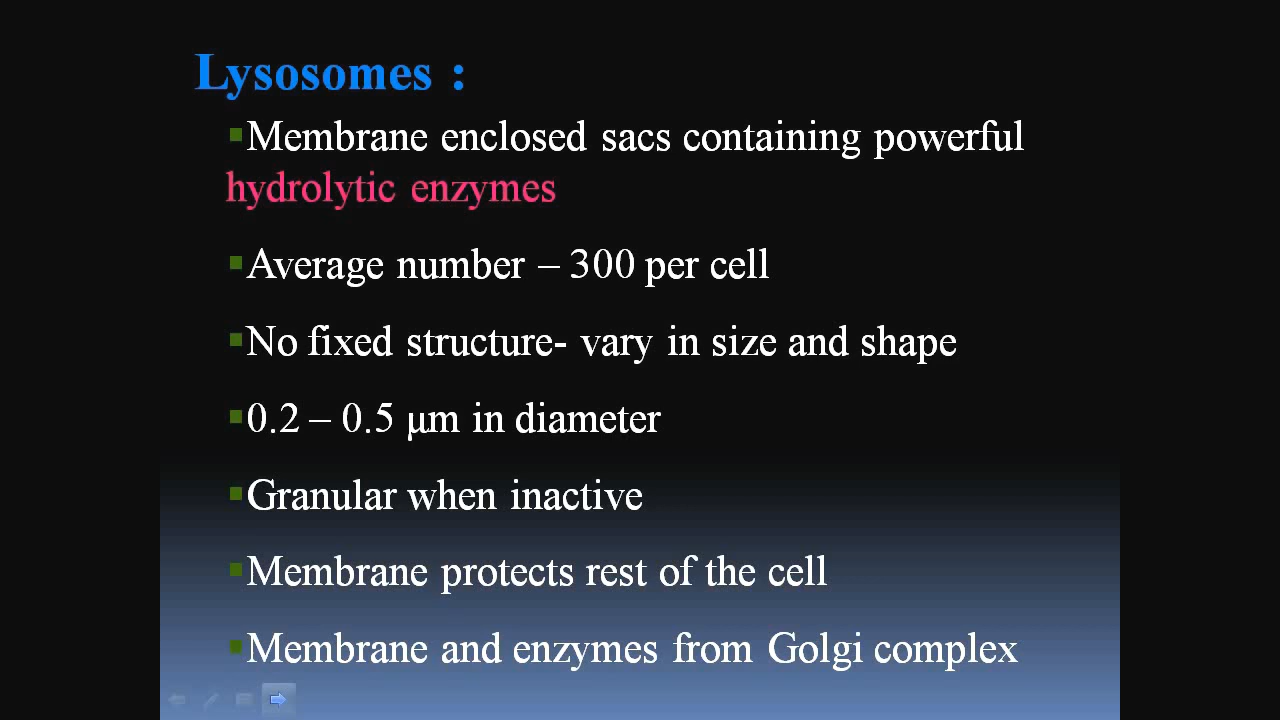 Lysosomes :
▪Membrane enclosed sacs containing powerful
hydrolytic enzymes
▪Average number – 300 per cell
▪No fixed structure- vary in size and shape
▪0.2 – 0.5 μm in diameter
▪Granular when inactive
▪Membrane protects rest of the cell
▪Membrane and enzymes from Golgi complex